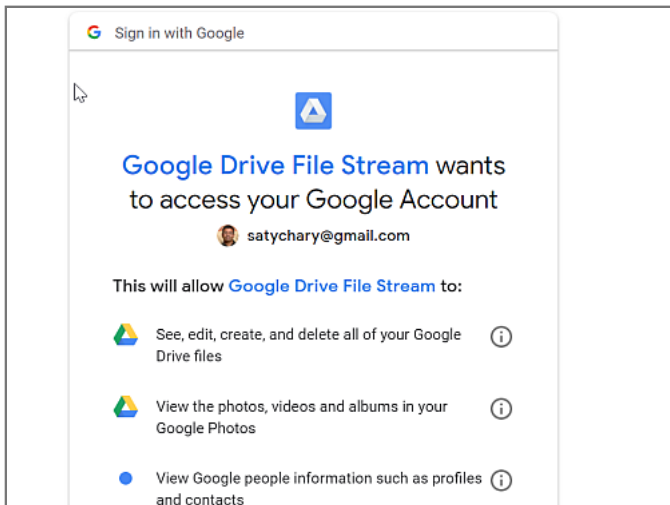 Sign in with Google
Google Drive File Stream wants
to access your Google Account
satychary@gmail.com
This will allow Google Drive File Stream to:
See, edit, create, and delete all of your Google
Drive files
View the photos, videos and albums in your
Google Photos
View Google people information such as profiles
and contacts